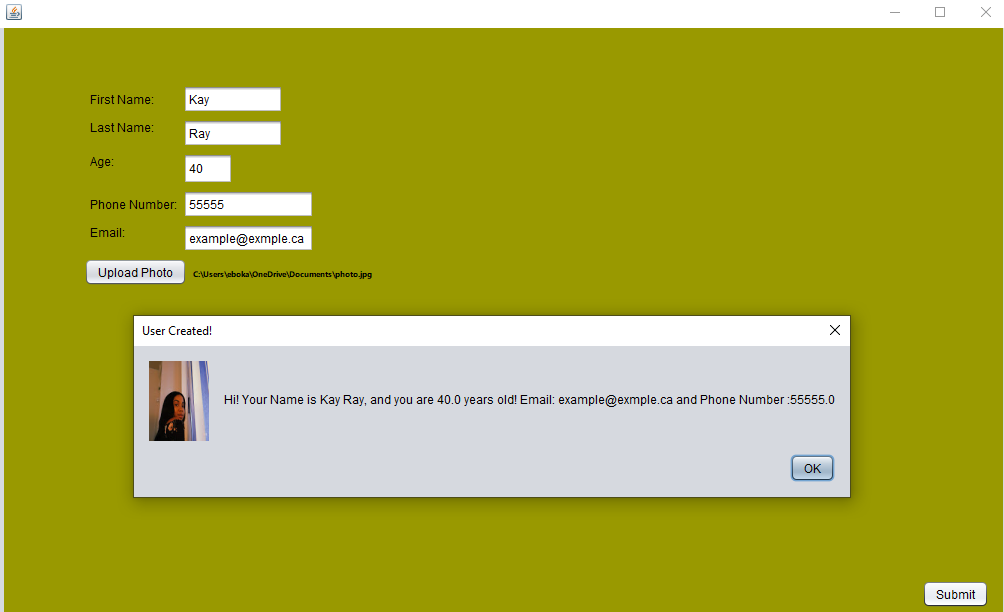 First Name: Kay
Last Name: Ray
Age: 40
Phone Number: 55555
Email: example@exmple.ca
Upload Photo C:\Users\eboka\OneDrive\Documents\photo.jpg
User Created!
Hi! Your Name is Kay Ray, and you are 40.0 years old! Email: example@exmple.ca and Phone Number :55555.0
OK
Submit